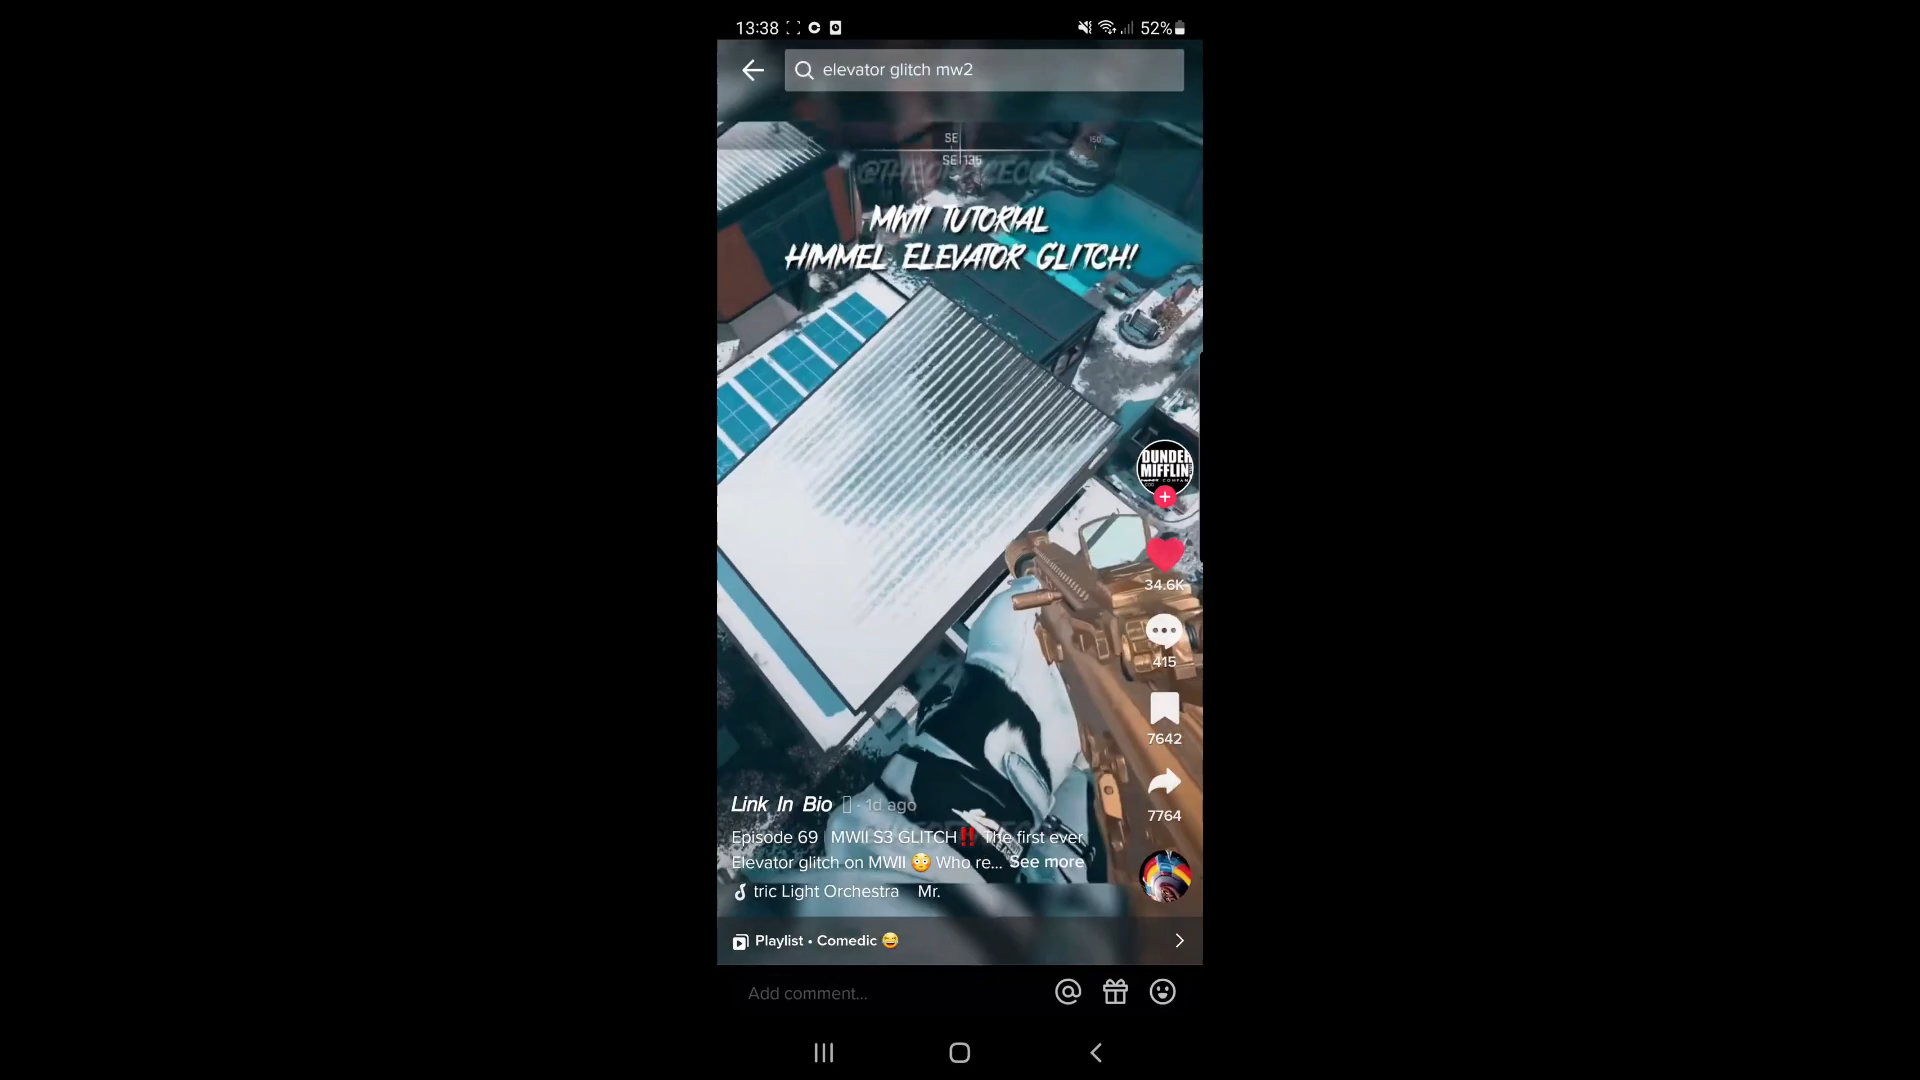 13:38 52%
elevator glitch mw2
SE 150
SE 135
MWII TUTORIAL
HIMMEL ELEVATOR GLITCH!
DUNDER
MIFFLIN
34.6K
415
7642
7764
Link In Bio · 1d ago
Episode 69 MWII S3 GLITCH‼️ The first ever
Elevator glitch on MWII 😳 Who re... See more
tric Light Orchestra Mr.
Playlist • Comedic 😂
Add comment...